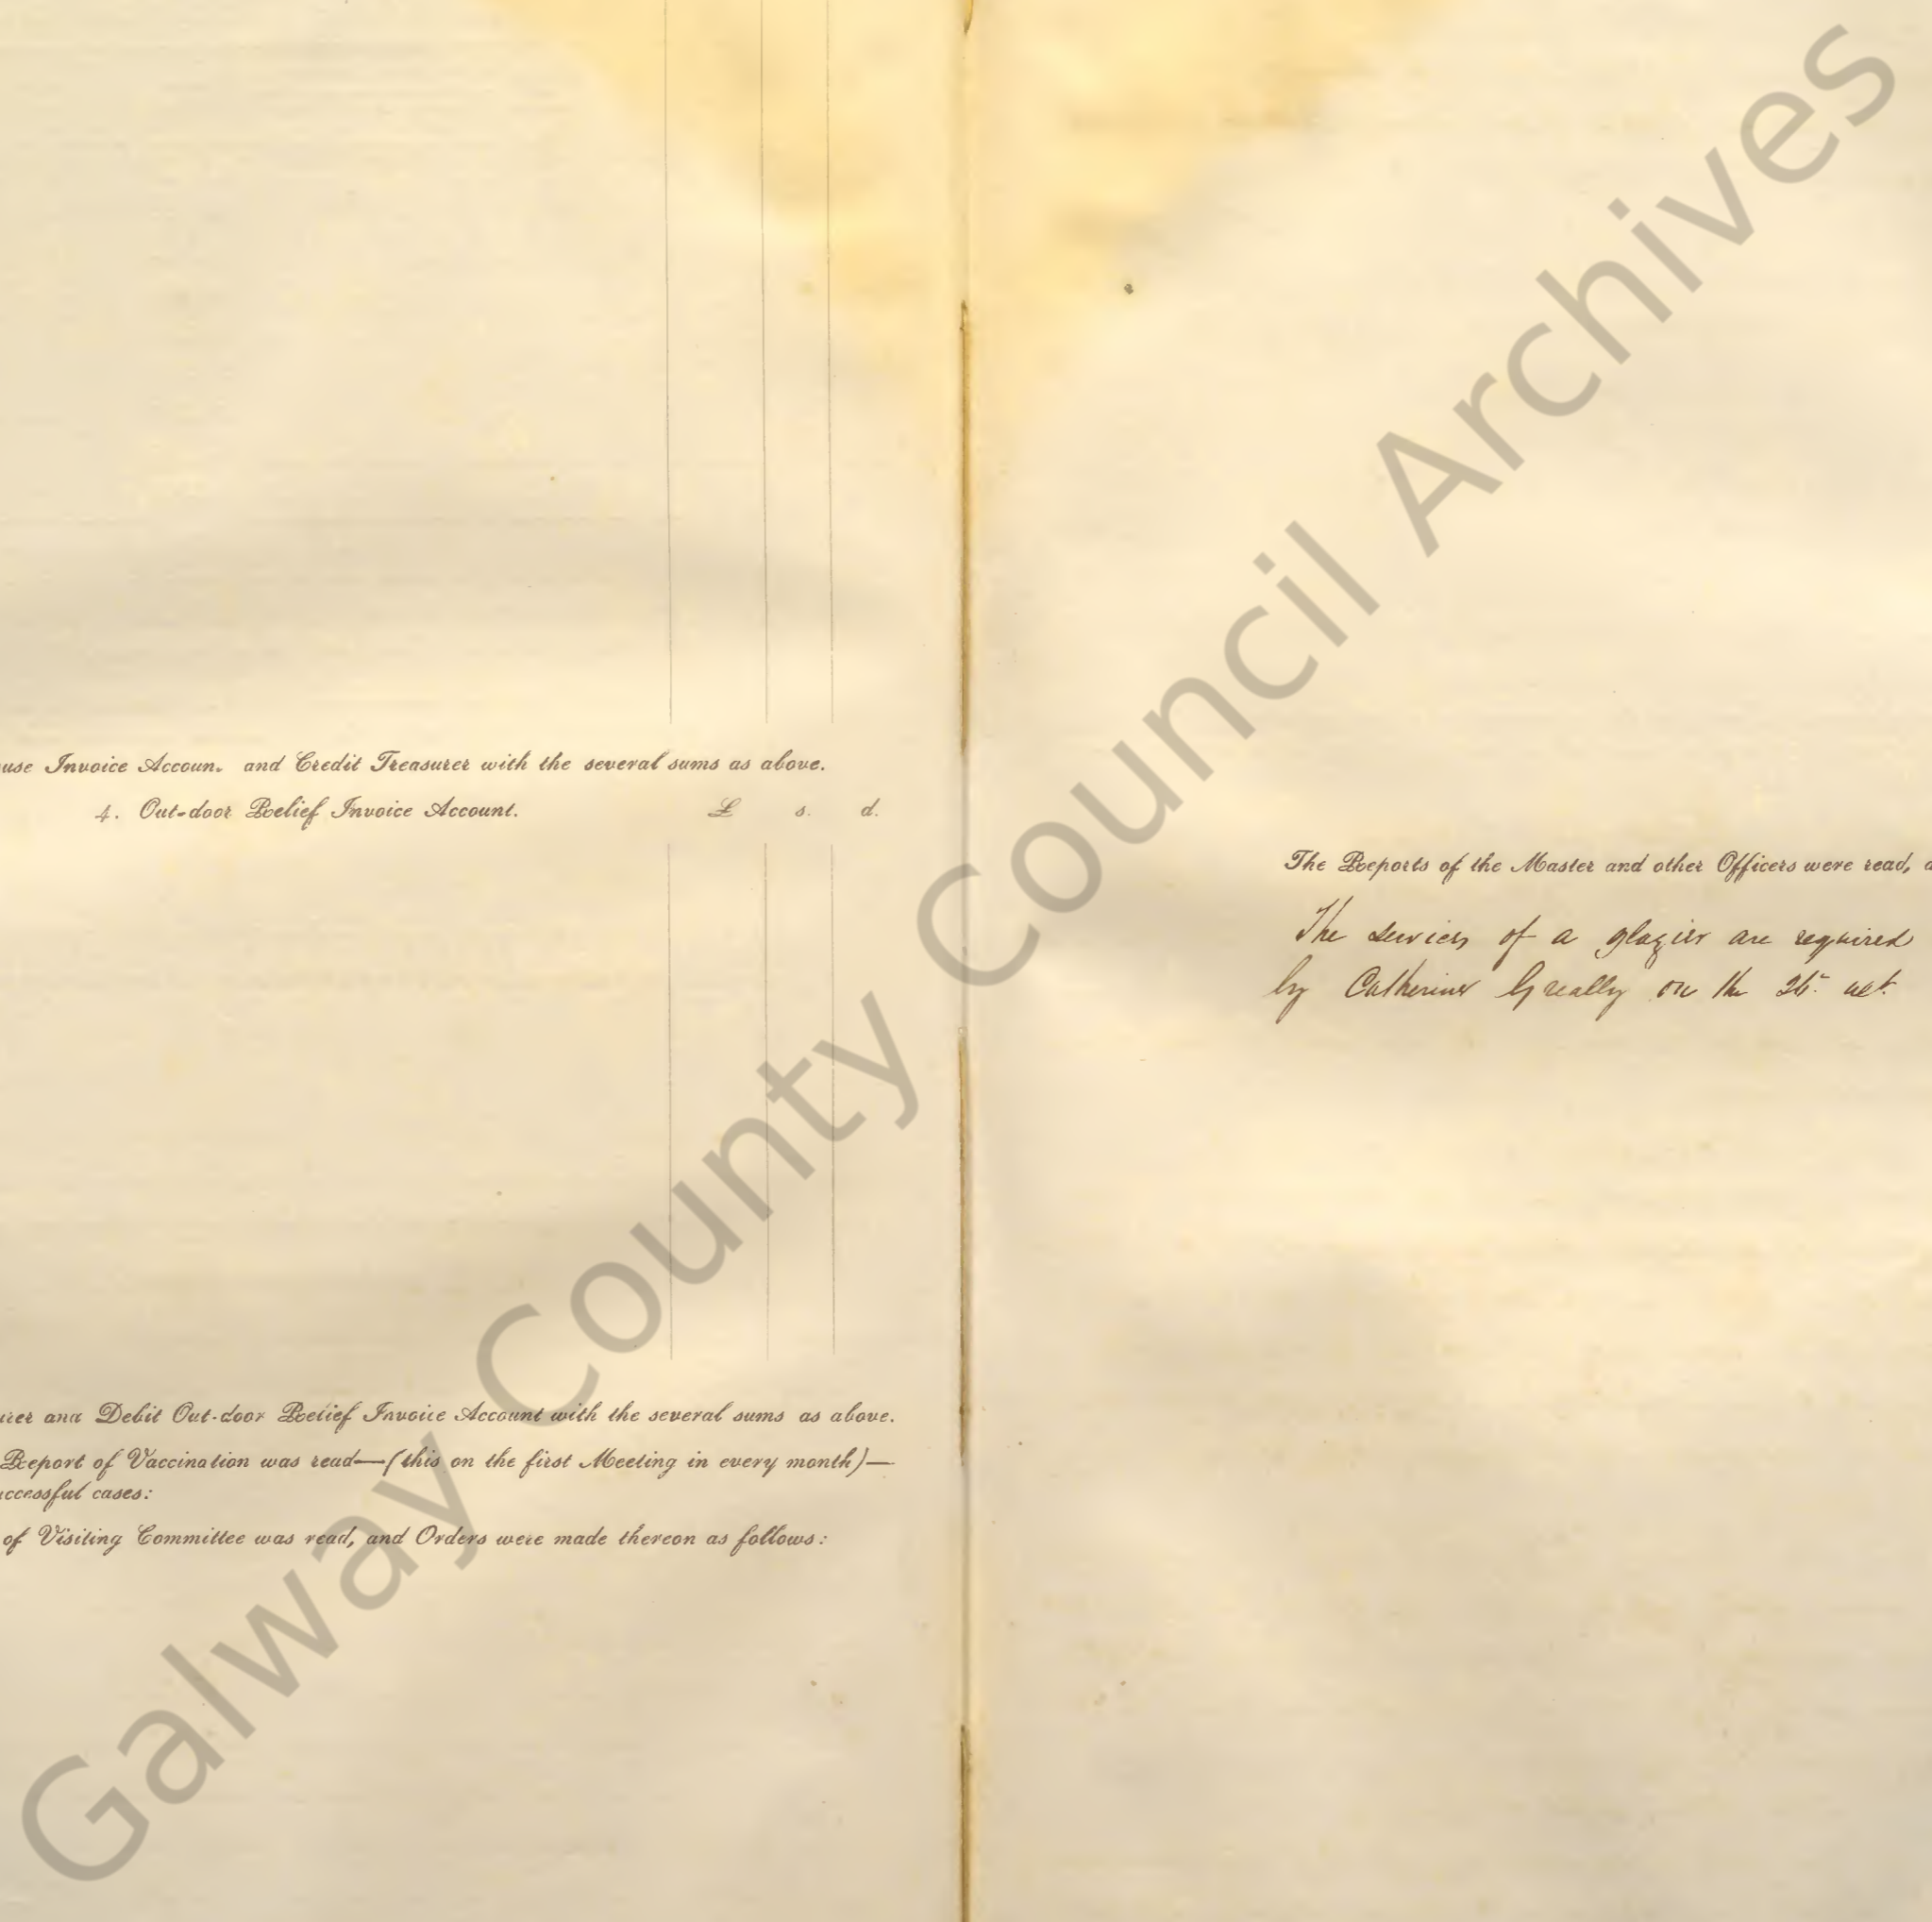 use Invoice Accoun. and Credit Treasurer with the several sums as above.
4. Out-door Relief Invoice Account. £ s. d.
urer and Debit Out-door Relief Invoice Account with the several sums as above.
Report of Vaccination was read—(this on the first Meeting in every month)—
ccessful cases:
of Visiting Committee was read, and Orders were made thereon as follows:
The Reports of the Master and other Officers were read, a
The services of a glazier are required
by Catherine Greally on the
Galway County Council Archives